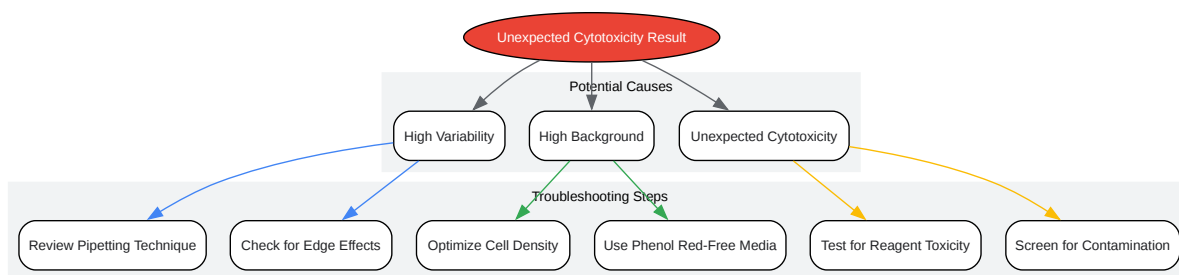 Unexpected Cytotoxicity Result
Potential Causes
High Variability
High Background
Unexpected Cytotoxicity
Troubleshooting Steps
Review Pipetting Technique
Check for Edge Effects
Optimize Cell Density
Use Phenol Red-Free Media
Test for Reagent Toxicity
Screen for Contamination